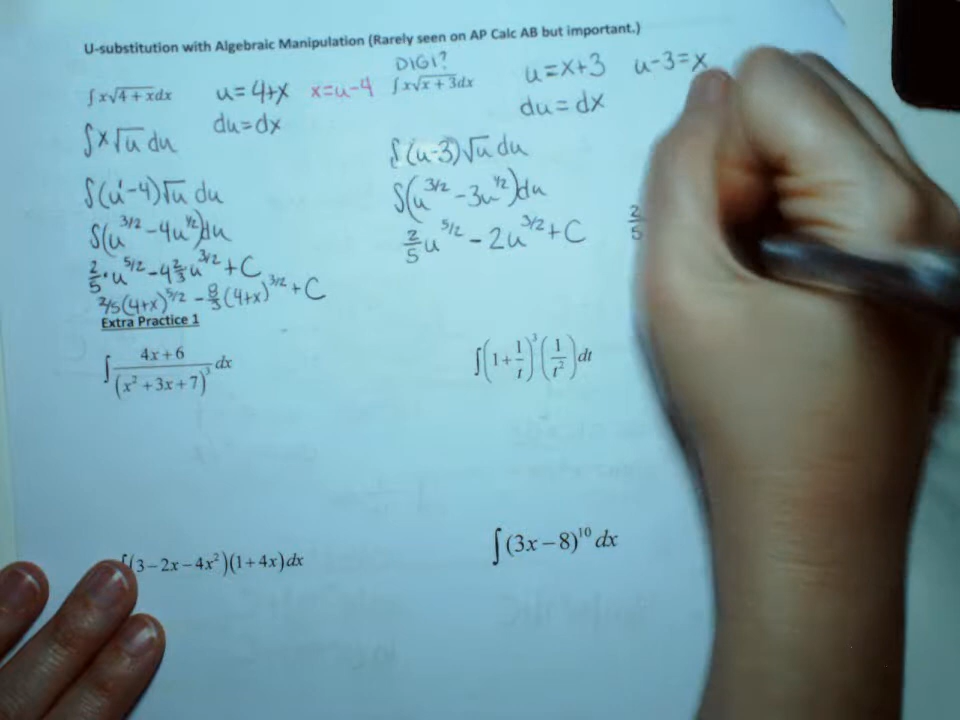 U-substitution with Algebraic Manipulation (Rarely seen on AP Calc AB but important.)
∫x√(4+x)dx
u=4+x x=u-4
du=dx
∫x√u du
∫(u-4)√u du
∫(u^3/2 -4u^1/2)du
2/5·u^5/2 -4 2/3 u^3/2 +C
2/5(4+x)^5/2 - 8/3(4+x)^3/2 +C
DIGI?
∫x√(x+3)dx
u=x+3 u-3=x
du=dx
∫(u-3)√u du
∫(u^3/2 -3u^1/2)du
2/5 u^5/2 -2u^3/2 +C
2/5
Extra Practice 1
∫ (4x+6)/(x²+3x+7)³ dx
∫(1+1/t)³(1/t²)dt
∫(3-2x-4x²)(1+4x)dx
∫(3x-8)¹⁰ dx